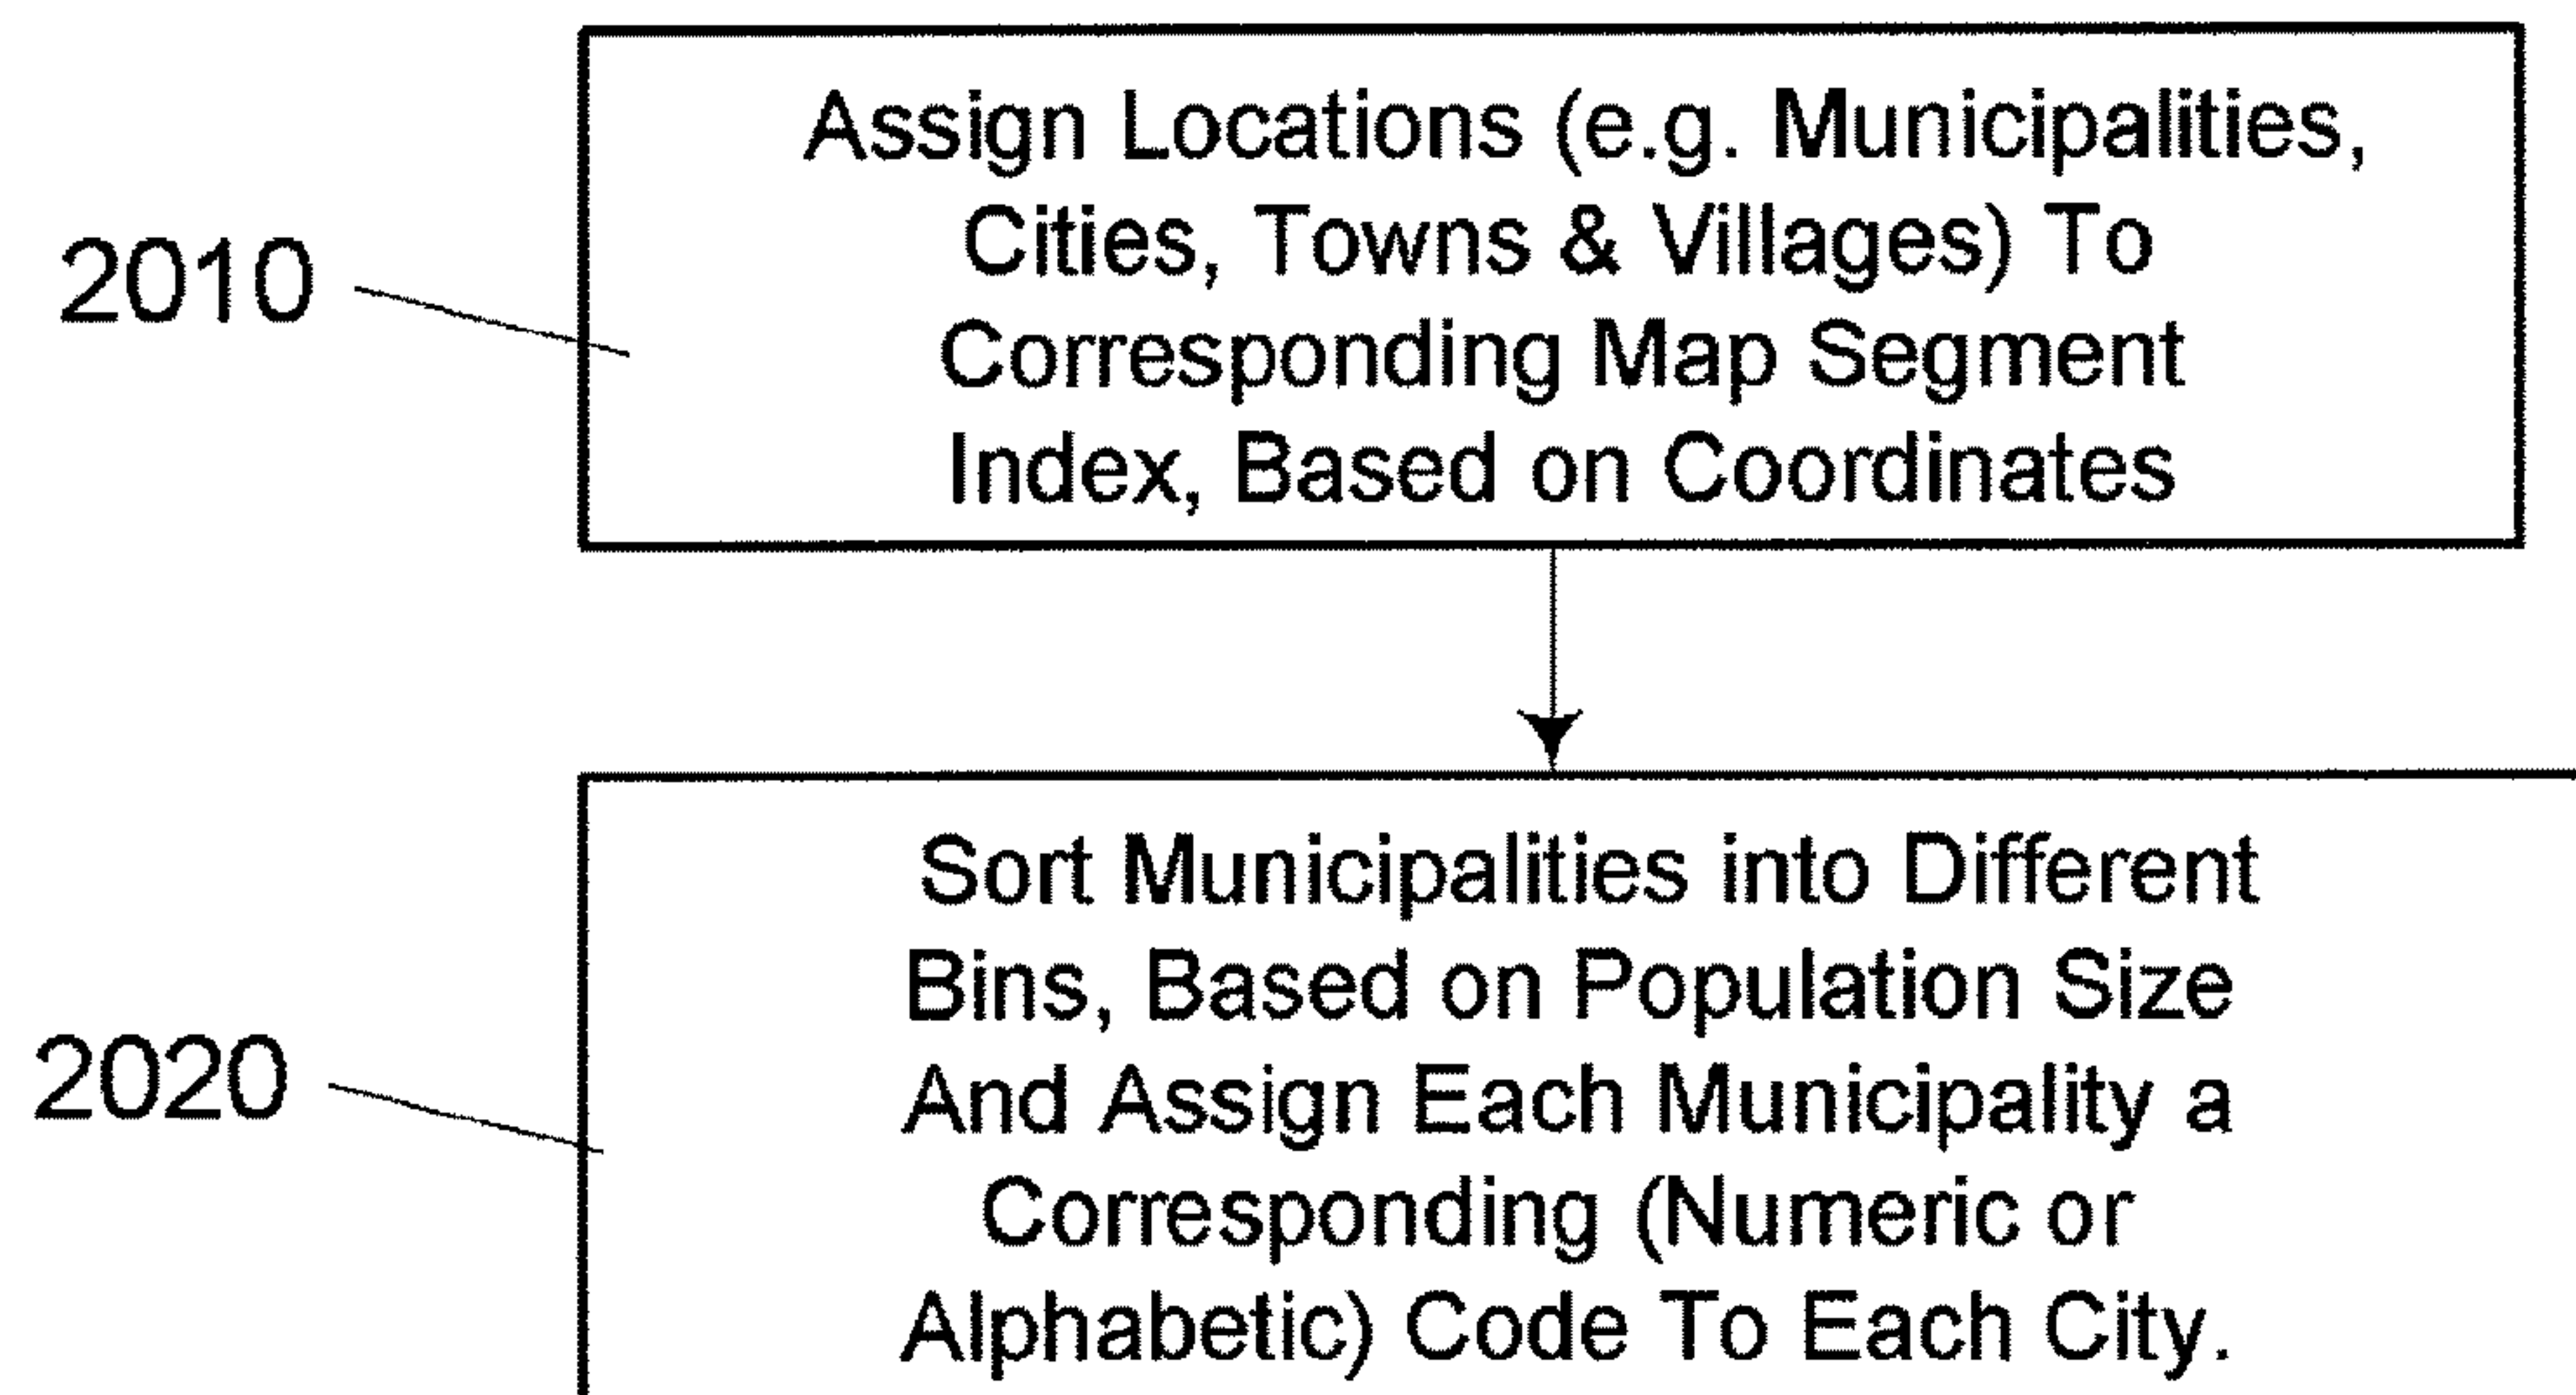 2010
Assign Locations (e.g. Municipalities,
Cities, Towns & Villages) To
Corresponding Map Segment
Index, Based on Coordinates
2020
Sort Municipalities into Different
Bins, Based on Population Size
And Assign Each Municipality a
Corresponding (Numeric or
Alphabetic) Code To Each City.